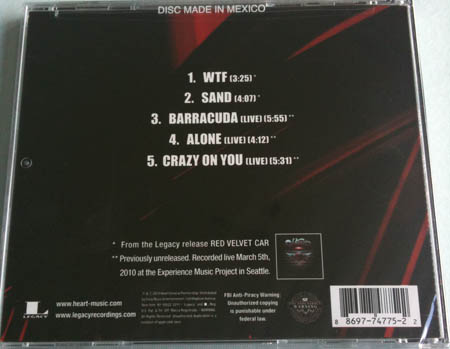 DISC MADE IN MEXICO
1. WTF (3:25) *
2. SAND (4:07) *
3. BARRACUDA (LIVE) (5:55) **
4. ALONE (LIVE) (4:12) **
5. CRAZY ON YOU (LIVE) (5:31) **
* From the Legacy release RED VELVET CAR
** Previously unreleased. Recorded live March 5th,
2010 at the Experience Music Project in Seattle.
LEGACY
www.heart-music.com
www.legacyrecordings.com
FBI Anti-Piracy Warning:
Unauthorized copying
is punishable under
federal law.
WARNING
8 8697-74775-2 2